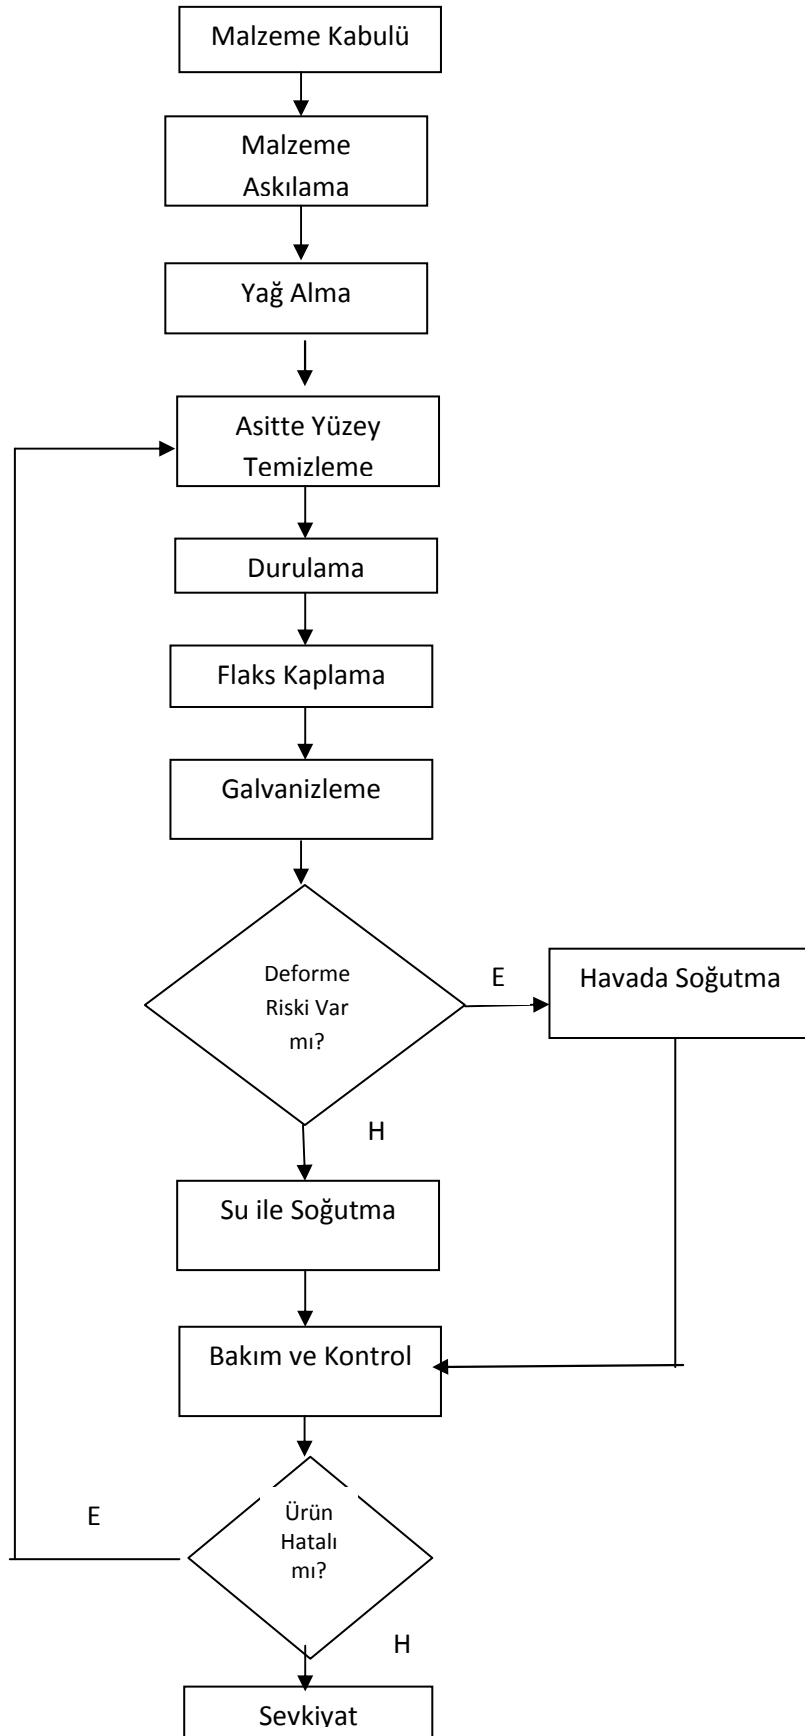 Malzeme Kabulü
Malzeme
Askılama
Yağ Alma
Asitte Yüzey
Temizleme
Durulama
Flaks Kaplama
Galvanizleme
Deforme
Riski Var
mı?
E
Havada Soğutma
H
Su ile Soğutma
Bakım ve Kontrol
E
Ürün
Hatalı
mı?
H
Sevkiyat